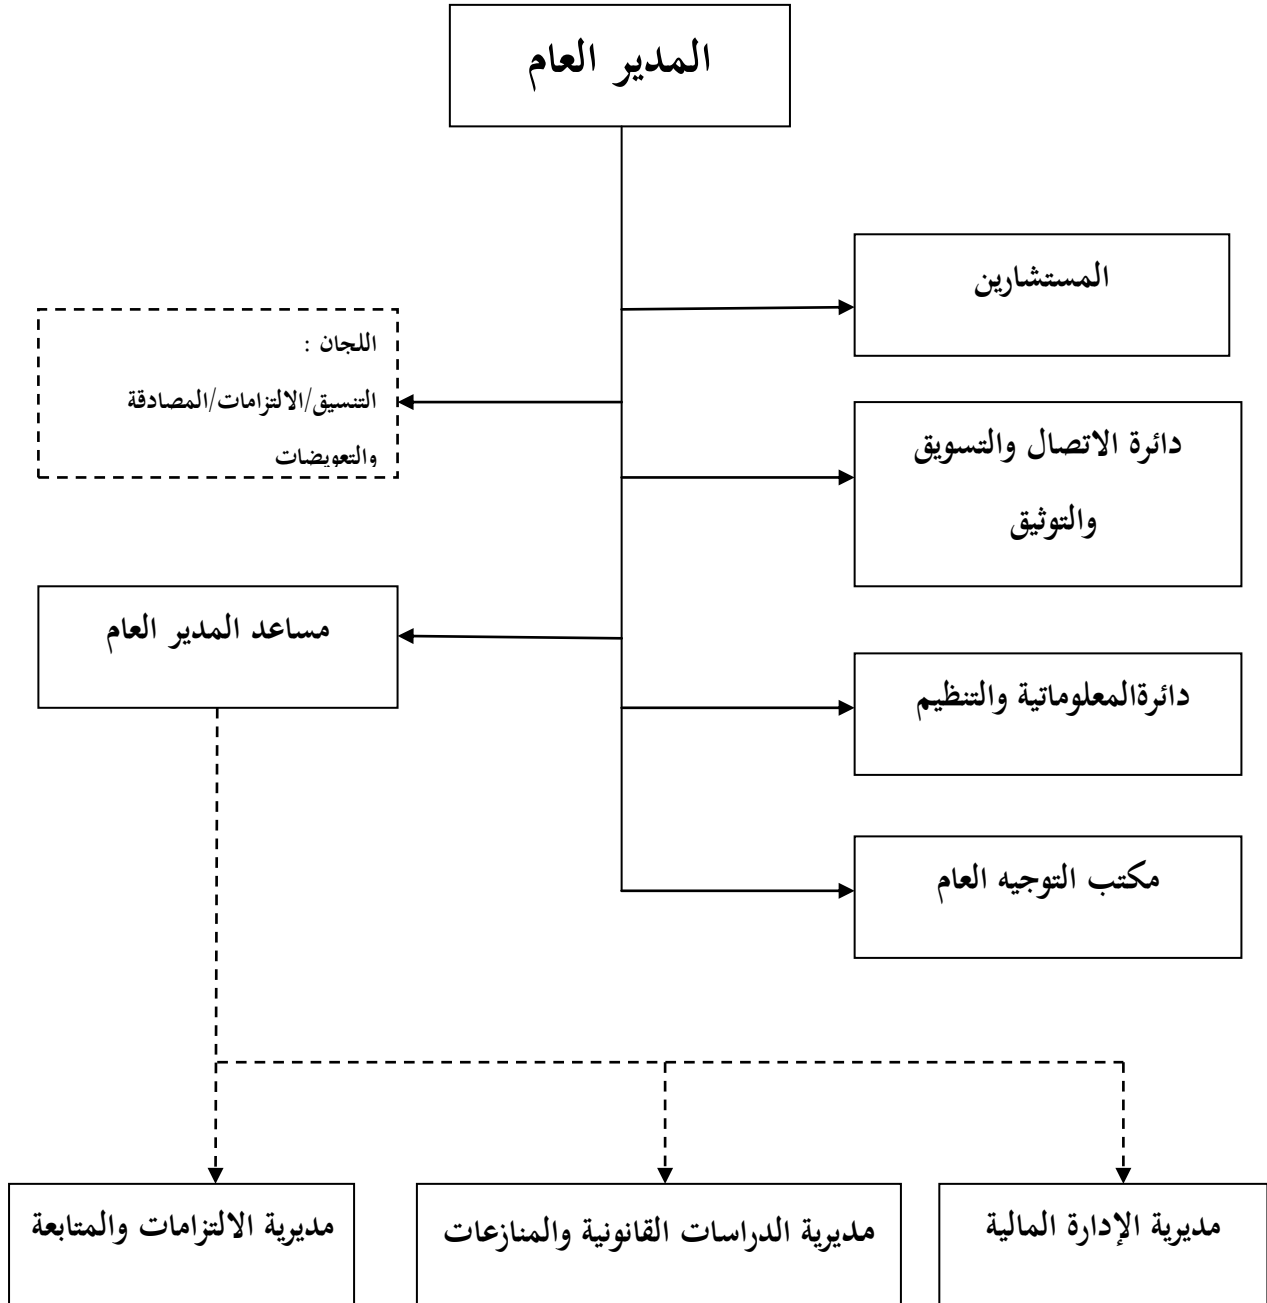 المدير العام
المستشارين
اللجان :
التنسيق/الالتزامات/المصادقة
والتعويضات
دائرة الاتصال والتسويق
والتوثيق
مساعد المدير العام
دائرةالمعلوماتية والتنظيم
مكتب التوجيه العام
مديرية الإدارة المالية
مديرية الدراسات القانونية والمنازعات
مديرية الالتزامات والمتابعة